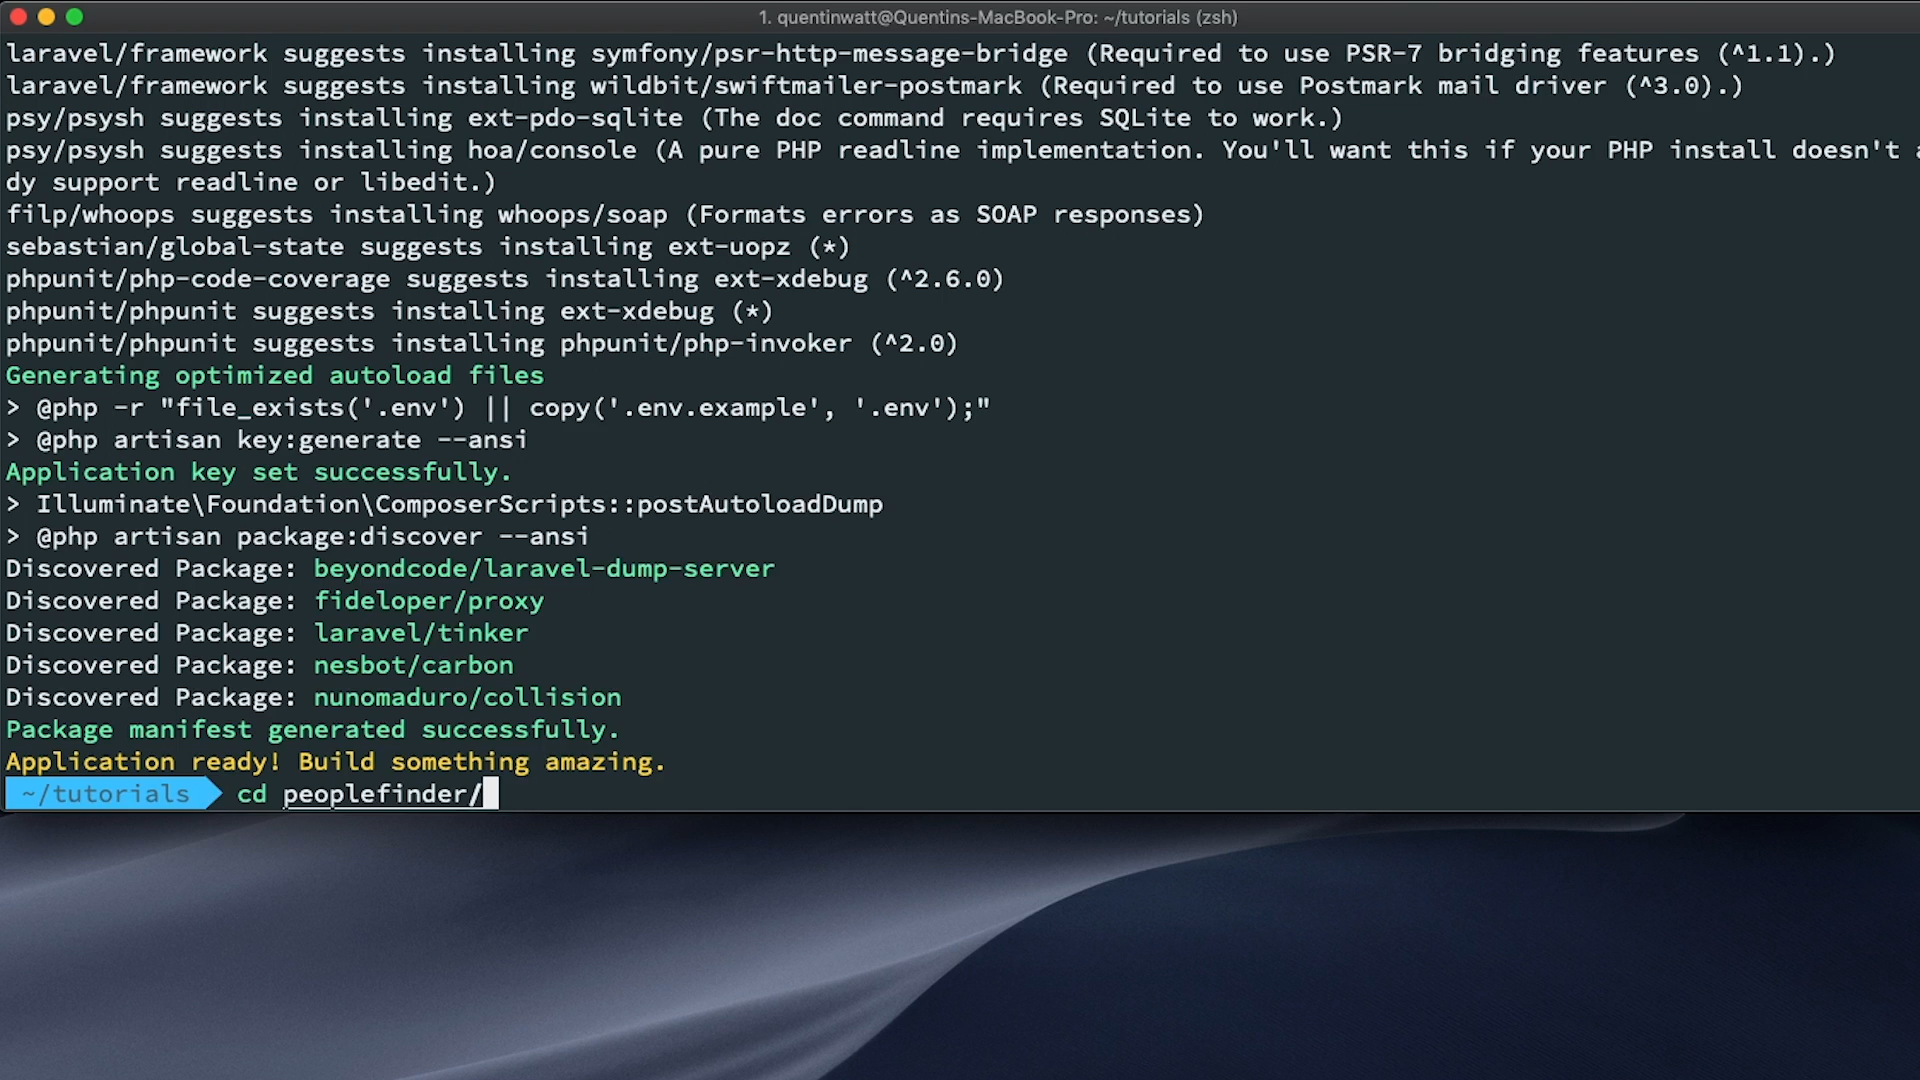 1. quentinwatt@Quentins-MacBook-Pro: ~/tutorials (zsh)
laravel/framework suggests installing symfony/psr-http-message-bridge (Required to use PSR-7 bridging features (^1.1).)
laravel/framework suggests installing wildbit/swiftmailer-postmark (Required to use Postmark mail driver (^3.0).)
psy/psysh suggests installing ext-pdo-sqlite (The doc command requires SQLite to work.)
psy/psysh suggests installing hoa/console (A pure PHP readline implementation. You'll want this if your PHP install doesn't a
dy support readline or libedit.)
filp/whoops suggests installing whoops/soap (Formats errors as SOAP responses)
sebastian/global-state suggests installing ext-uopz (*)
phpunit/php-code-coverage suggests installing ext-xdebug (^2.6.0)
phpunit/phpunit suggests installing ext-xdebug (*)
phpunit/phpunit suggests installing phpunit/php-invoker (^2.0)
Generating optimized autoload files
> @php -r "file_exists('.env') || copy('.env.example', '.env');"
> @php artisan key:generate --ansi
Application key set successfully.
> Illuminate\Foundation\ComposerScripts::postAutoloadDump
> @php artisan package:discover --ansi
Discovered Package: beyondcode/laravel-dump-server
Discovered Package: fideloper/proxy
Discovered Package: laravel/tinker
Discovered Package: nesbot/carbon
Discovered Package: nunomaduro/collision
Package manifest generated successfully.
Application ready! Build something amazing.
~/tutorials cd peoplefinder/